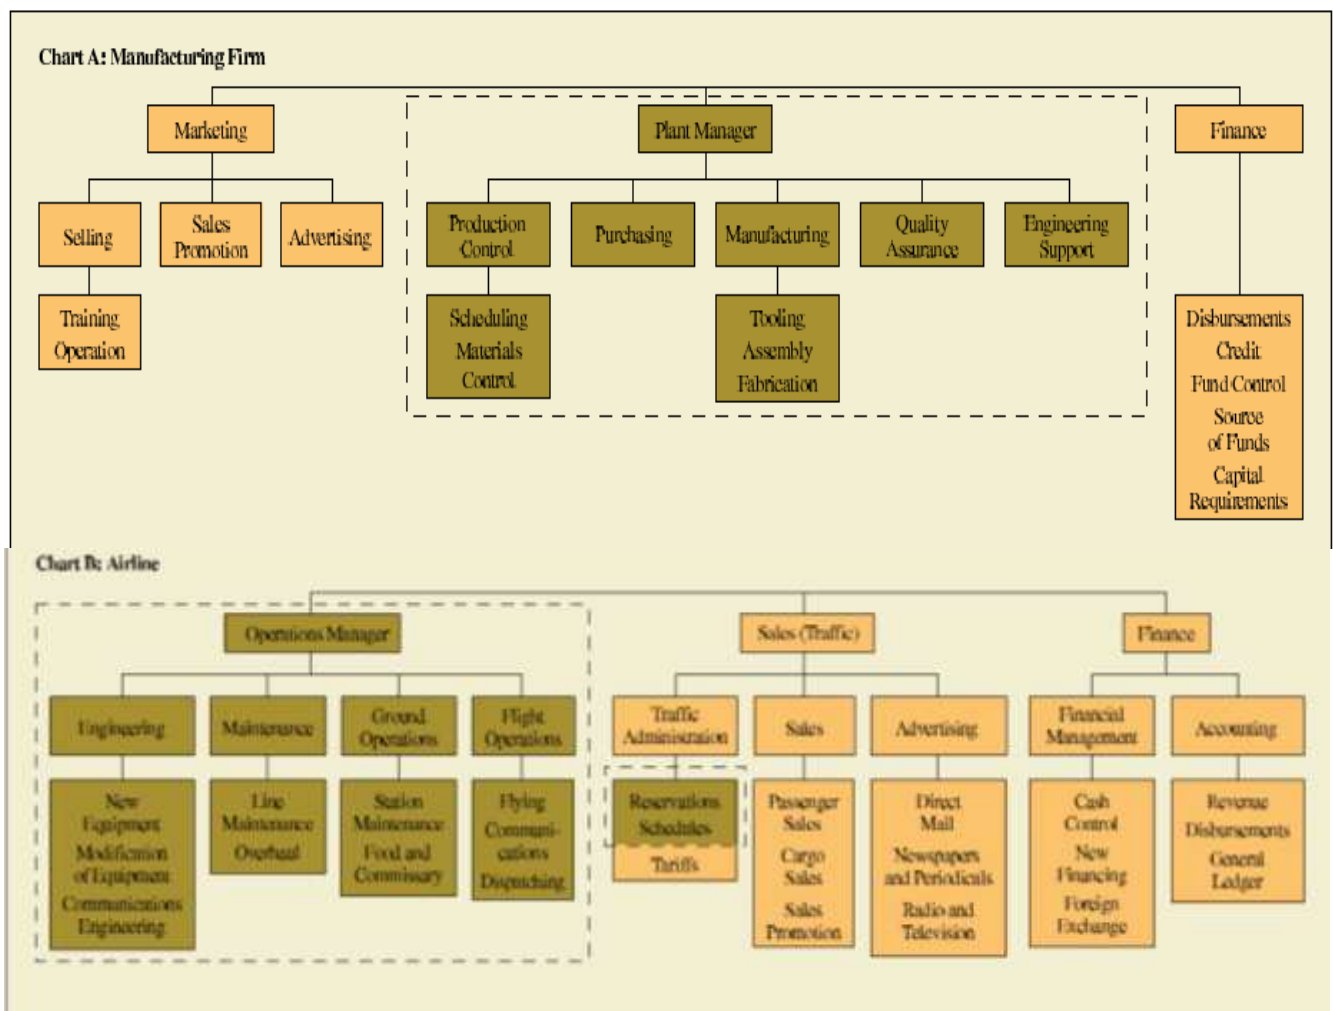 Chart A: Manufacturing Firm
Marketing
Plant Manager
Finance
Selling
Sales
Promotion
Advertising
Production
Control
Purchasing
Manufacturing
Quality
Assurance
Engineering
Support
Training
Operation
Scheduling
Materials
Control
Tooling
Assembly
Fabrication
Disbursements
Credit
Fund Control
Source
of Funds
Capital
Requirements
Chart B: Airline
Operations Manager
Sales (Traffic)
Finance
Engineering
Maintenance
Ground
Operations
Flight
Operations
Traffic
Administration
Sales
Advertising
Financial
Management
Accounting
New
Equipment
Modification
of Equipment
Communications
Engineering
Line
Maintenance
Overhaul
Station
Maintenance
Food and
Commissary
Flying
Communi-
cations
Dispatching
Reservations
Schedules
Tariffs
Passenger
Sales
Cargo
Sales
Sales
Promotion
Direct
Mail
Newspapers
and Periodicals
Radio and
Television
Cash
Control
New
Financing
Foreign
Exchange
Revenue
Disbursements
General
Ledger